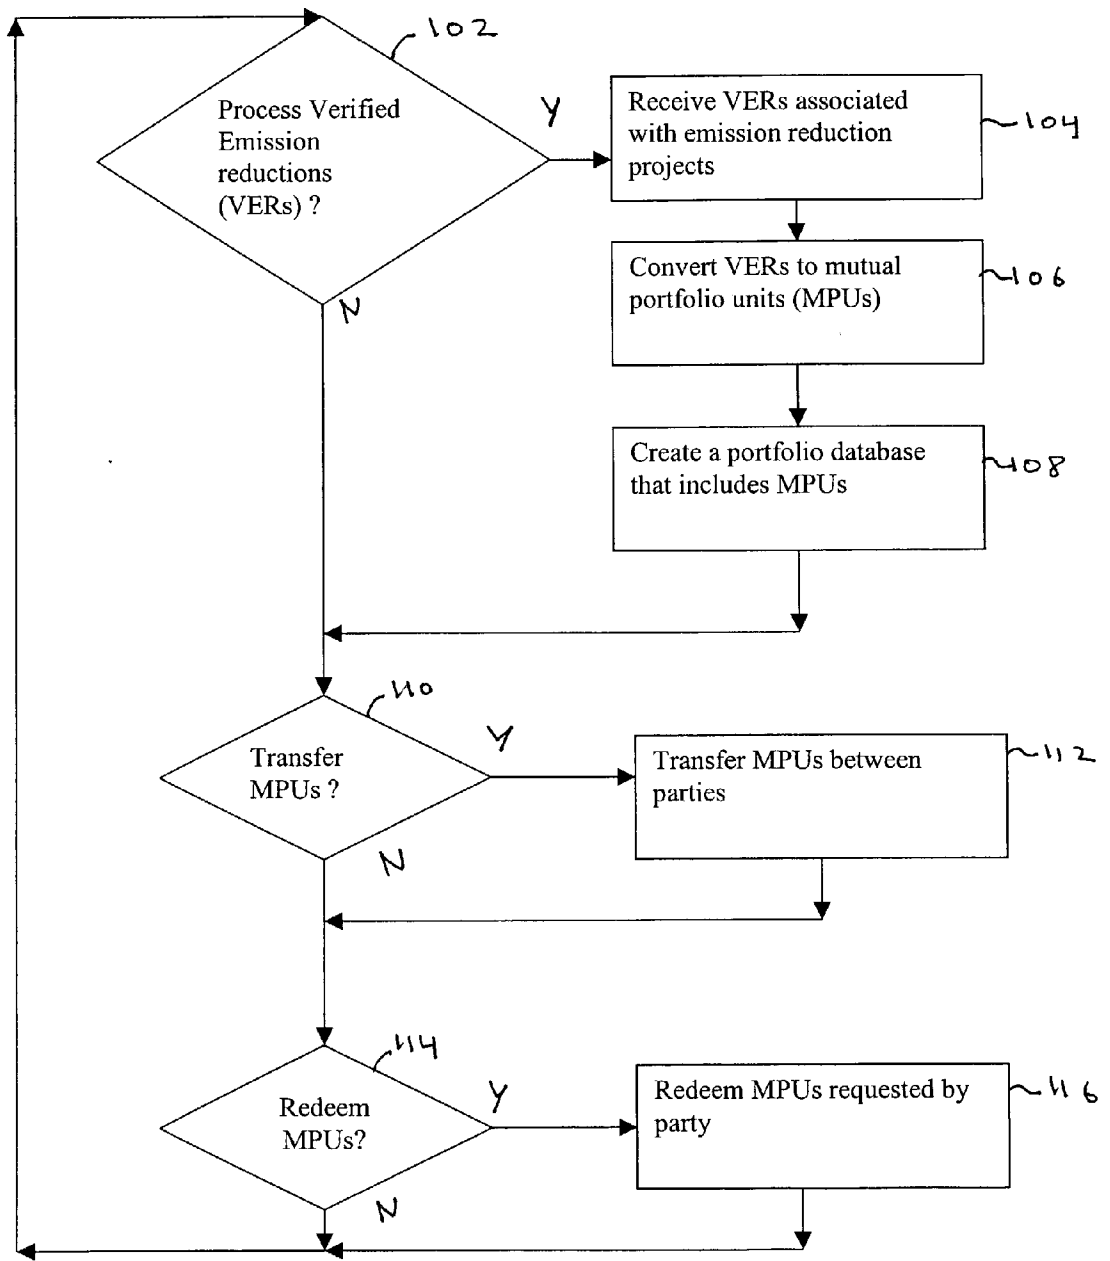 102
Process Verified
Emission
reductions
(VERs) ?
Y
N
Receive VERs associated
with emission reduction
projects
104
Convert VERs to mutual
portfolio units (MPUs)
106
Create a portfolio database
that includes MPUs
108
110
Transfer
MPUs ?
Y
N
Transfer MPUs between
parties
112
114
Redeem
MPUs?
Y
N
Redeem MPUs requested by
party
116